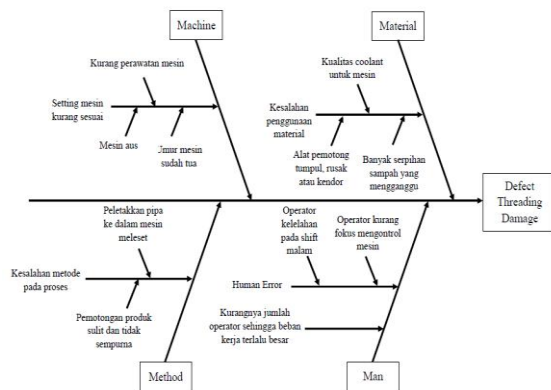 Machine
Material
Kurang perawatan mesin
Setting mesin
kurang sesuai
Mesin aus
Umur mesin
sudah tua
Kualitas coolant
untuk mesin
Kesalahan
penggunaan
material
Alat pemotong
tumpul, rusak
atau kendor
Banyak serpihan
sampah yang
mengganggu
Defect
Threading
Damage
Peletakkan pipa
ke dalam mesin
meleset
Kesalahan metode
pada proses
Pemotongan produk
sulit dan tidak
sempurna
Operator
kelelahan
pada shift
malam
Operator kurang
fokus mengontrol
mesin
Human Error
Kurangnya jumlah
operator sehingga beban
kerja terlalu besar
Method
Man